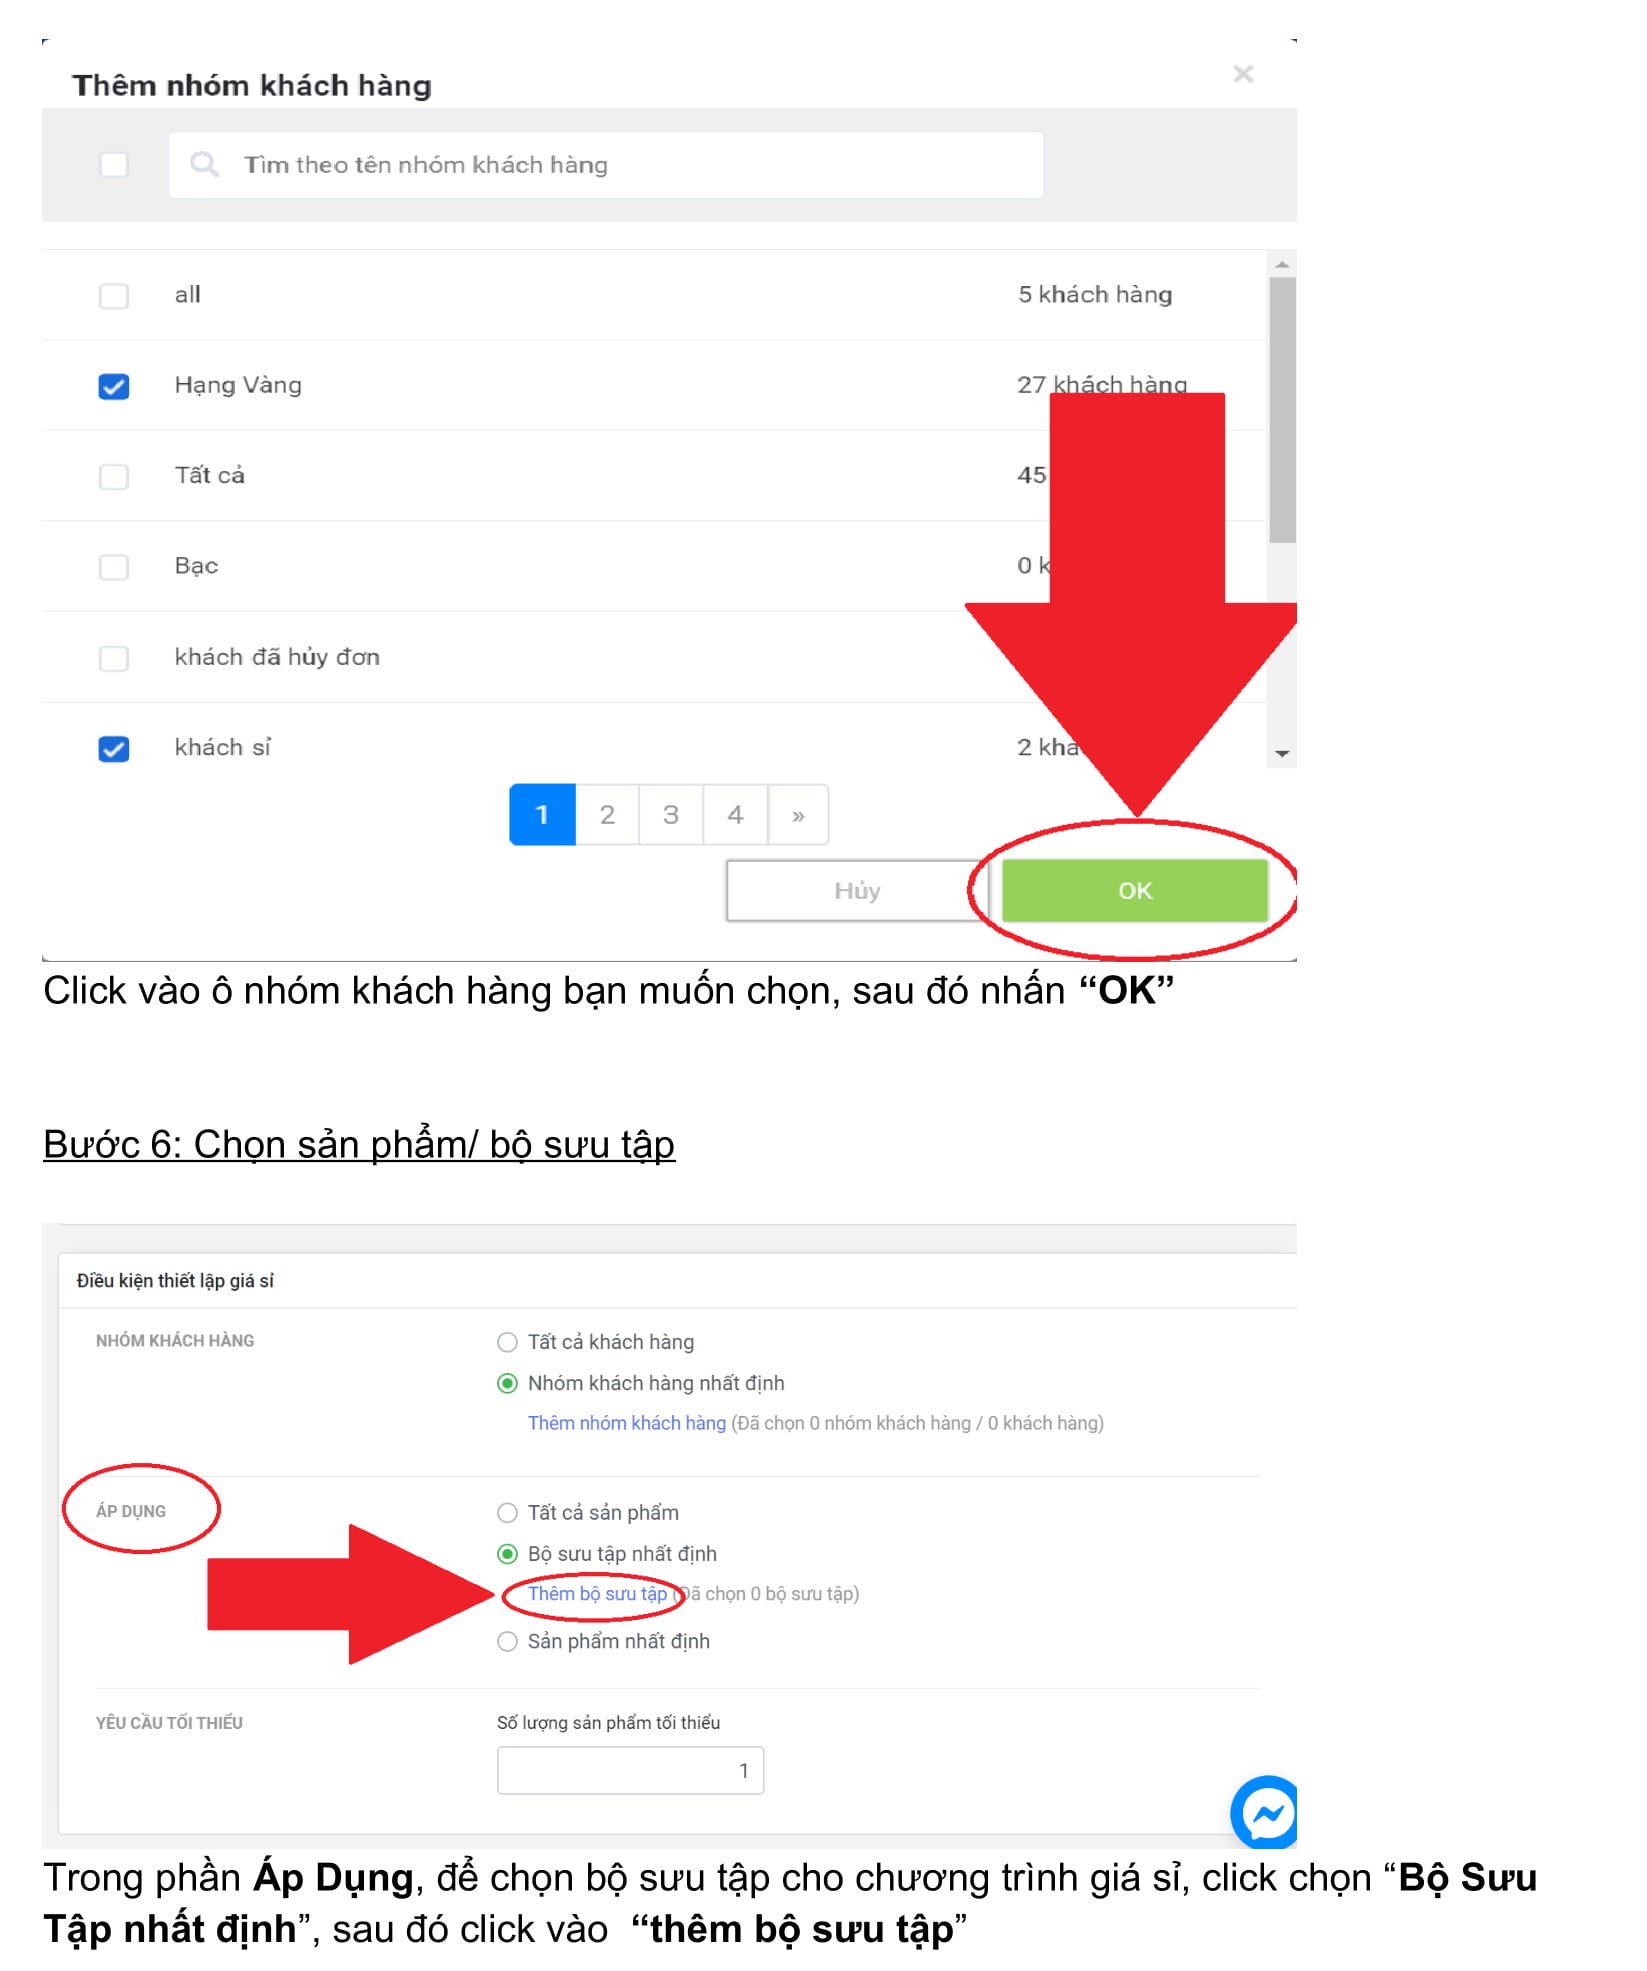 Thêm nhóm khách hàng
Tìm theo tên nhóm khách hàng
all 5 khách hàng
Hạng Vàng 27 khách hàng
Tất cả 45
Bạc 0
khách đã hủy đơn
khách sỉ 2
1 2 3 4 »
Hủy OK
Click vào ô nhóm khách hàng bạn muốn chọn, sau đó nhấn “OK”
Bước 6: Chọn sản phẩm/ bộ sưu tập
Điều kiện thiết lập giá sỉ
NHÓM KHÁCH HÀNG Tất cả khách hàng
Nhóm khách hàng nhất định
Thêm nhóm khách hàng (Đã chọn 0 nhóm khách hàng / 0 khách hàng)
ÁP DỤNG Tất cả sản phẩm
Bộ sưu tập nhất định
Thêm bộ sưu tập (Đã chọn 0 bộ sưu tập)
Sản phẩm nhất định
YÊU CẦU TỐI THIỂU Số lượng sản phẩm tối thiểu
1
Trong phần Áp Dụng, để chọn bộ sưu tập cho chương trình giá sỉ, click chọn “Bộ Sưu
Tập nhất định”, sau đó click vào “thêm bộ sưu tập”